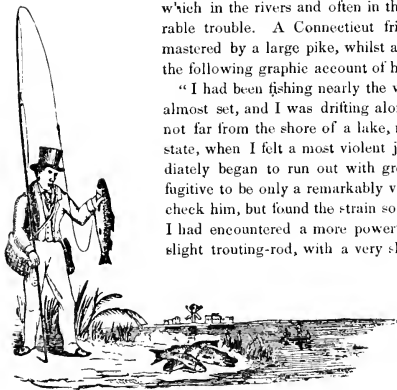 which in the rivers and often in th
rable trouble. A Connecticut fri
mastered by a large pike, whilst a
the following graphic account of h
" I had been fishing nearly the w
almost set, and I was drifting alo
not far from the shore of a lake, 
state, when I felt a most violent j
diately began to run out with gr
fugitive to be only a remarkably v
check him, but found the strain so
I had encountered a more power
slight trouting-rod, with a very sl